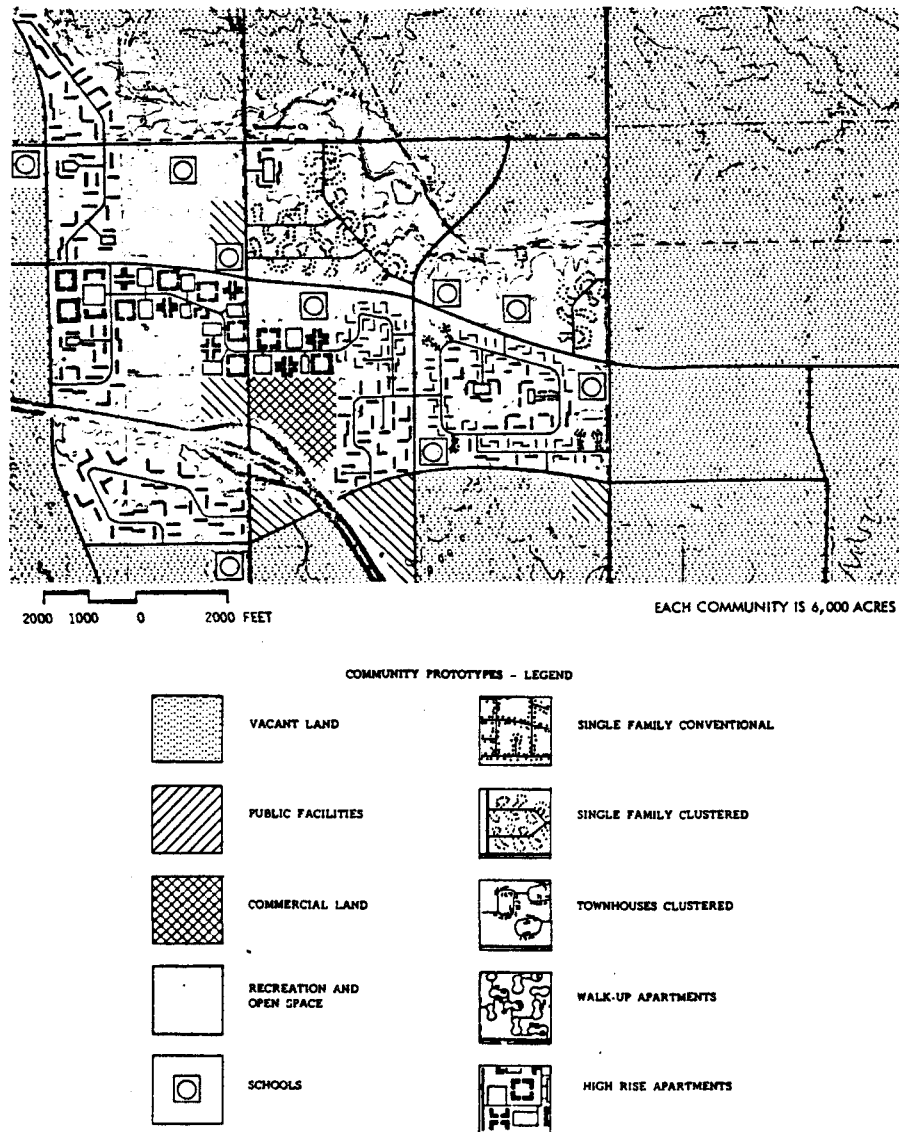 2000 1000 0 2000 FEET
EACH COMMUNITY IS 6,000 ACRES
COMMUNITY PROTOTYPES - LEGEND
VACANT LAND
SINGLE FAMILY CONVENTIONAL
PUBLIC FACILITIES
SINGLE FAMILY CLUSTERED
COMMERCIAL LAND
TOWNHOUSES CLUSTERED
RECREATION AND
OPEN SPACE
WALK-UP APARTMENTS
SCHOOLS
HIGH RISE APARTMENTS